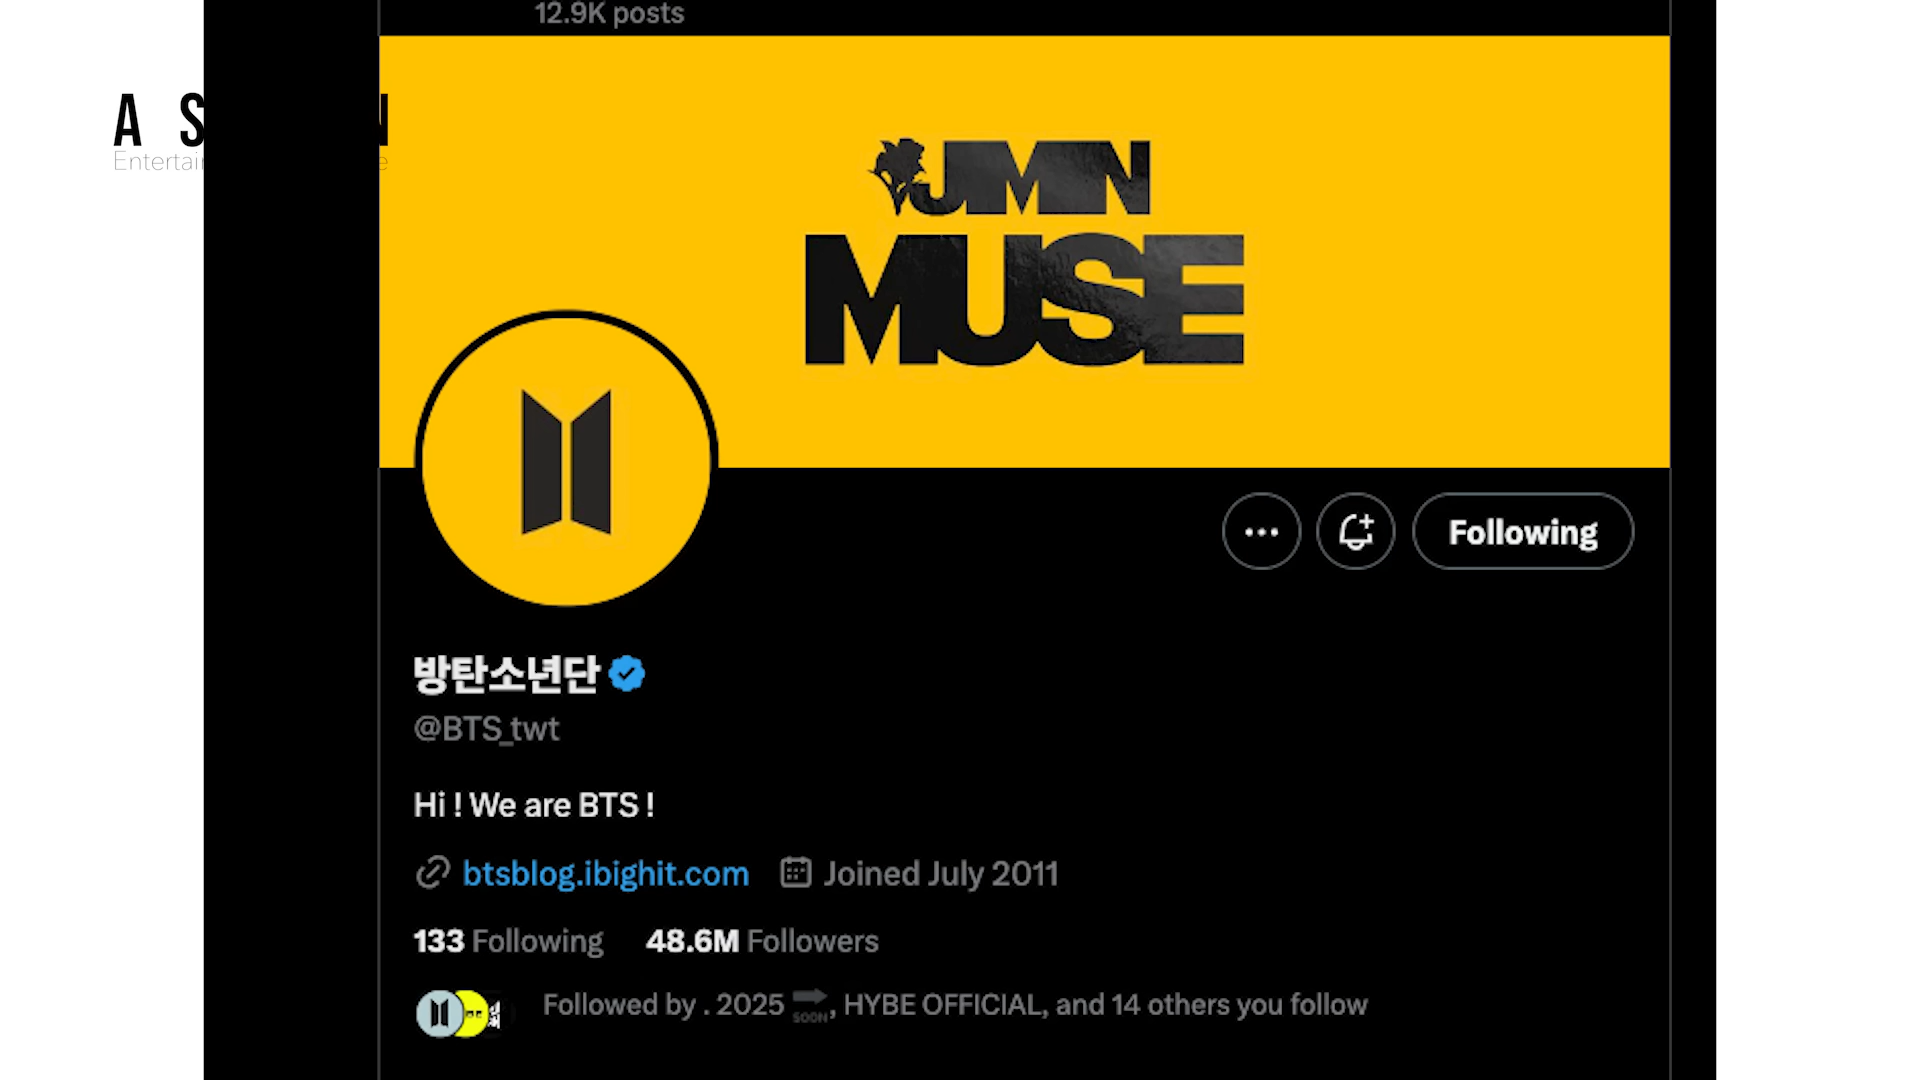 12.9K posts
A S
N
Entertai
e
JIMIN
MUSE
방탄소년단
@BTS_twt
Hi ! We are BTS !
btsblog.ibighit.com Joined July 2011
133 Following 48.6M Followers
Followed by . 2025 SOON, HYBE OFFICIAL, and 14 others you follow
Following